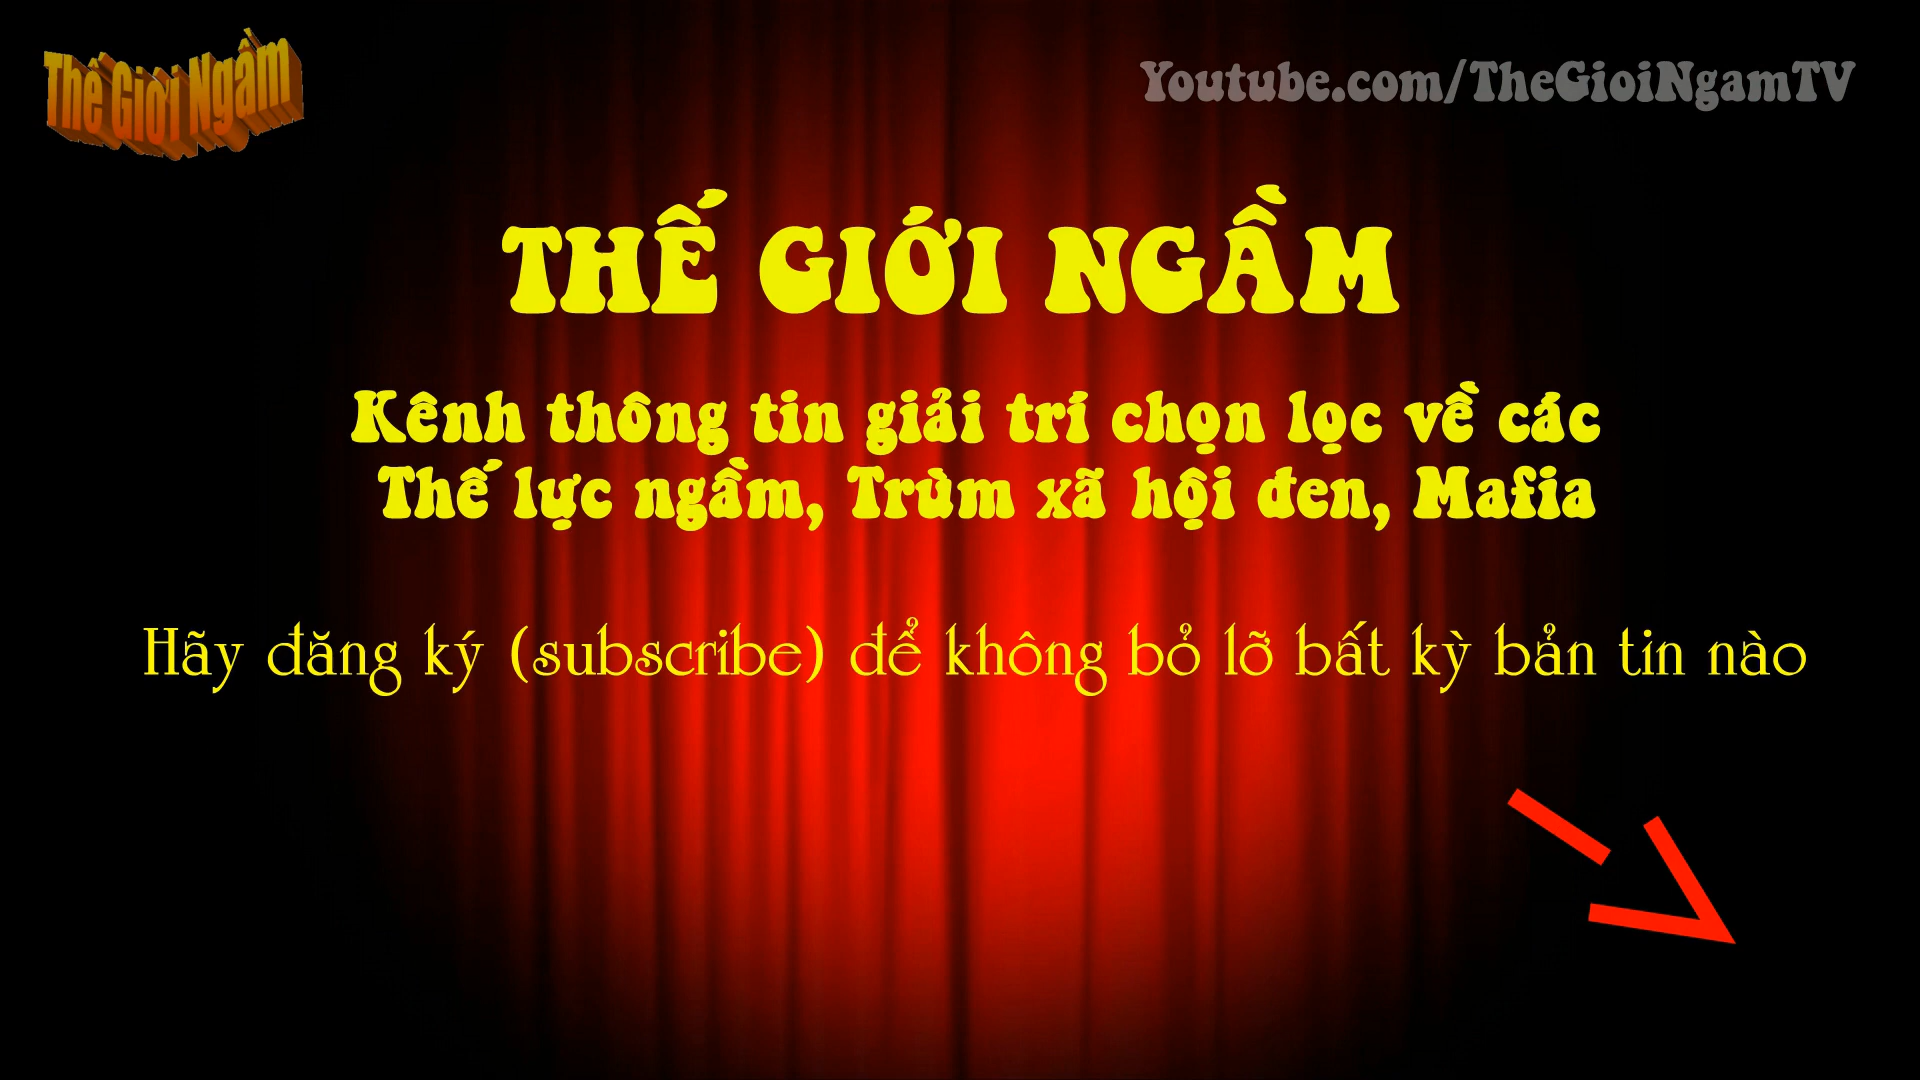 Thế Giới Ngầm
Youtube.com/TheGioiNgamTV
THẾ GIỚI NGẦM
Kênh thông tin giải trí chọn lọc về các
Thế lực ngầm, Trùm xã hội đen, Mafia
Hãy đăng ký (subscribe) để không bỏ lỡ bất kỳ bản tin nào